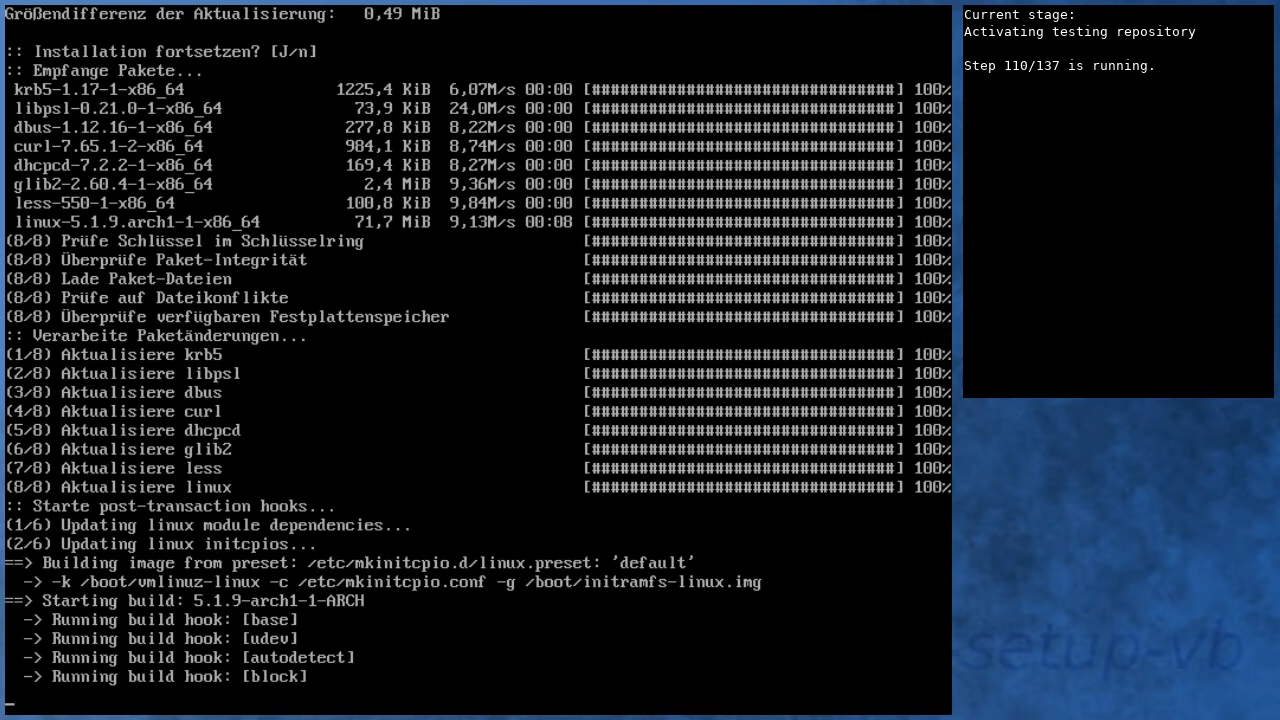 Größendifferenz der Aktualisierung:   0,49 MiB
:: Installation fortsetzen? [J/n]
:: Empfange Pakete...
krb5-1.17-1-x86_64 1225,4 KiB 6,07M/s 00:00 [################################] 100%
libpsl-0.21.0-1-x86_64 73,9 KiB 24,0M/s 00:00 [################################] 100%
dbus-1.12.16-1-x86_64 277,8 KiB 8,22M/s 00:00 [################################] 100%
curl-7.65.1-2-x86_64 984,1 KiB 8,74M/s 00:00 [################################] 100%
dhcpcd-7.2.2-1-x86_64 169,4 KiB 8,27M/s 00:00 [################################] 100%
glib2-2.60.4-1-x86_64 2,4 MiB 9,36M/s 00:00 [################################] 100%
less-550-1-x86_64 100,8 KiB 9,84M/s 00:00 [################################] 100%
linux-5.1.9.arch1-1-x86_64 71,7 MiB 9,13M/s 00:08 [################################] 100%
(8/8) Prüfe Schlüssel im Schlüsselring [################################] 100%
(8/8) Überprüfe Paket-Integrität [################################] 100%
(8/8) Lade Paket-Dateien [################################] 100%
(8/8) Prüfe auf Dateikonflikte [################################] 100%
(8/8) Überprüfe verfügbaren Festplattenspeicher [################################] 100%
:: Verarbeite Paketänderungen...
(1/8) Aktualisiere krb5 [################################] 100%
(2/8) Aktualisiere libpsl [################################] 100%
(3/8) Aktualisiere dbus [################################] 100%
(4/8) Aktualisiere curl [################################] 100%
(5/8) Aktualisiere dhcpcd [################################] 100%
(6/8) Aktualisiere glib2 [################################] 100%
(7/8) Aktualisiere less [################################] 100%
(8/8) Aktualisiere linux [################################] 100%
:: Starte post-transaction hooks...
(1/6) Updating linux module dependencies...
(2/6) Updating linux initcpios...
==> Building image from preset: /etc/mkinitcpio.d/linux.preset: 'default'
-> -k /boot/vmlinuz-linux -c /etc/mkinitcpio.conf -g /boot/initramfs-linux.img
==> Starting build: 5.1.9-arch1-1-ARCH
-> Running build hook: [base]
-> Running build hook: [udev]
-> Running build hook: [autodetect]
-> Running build hook: [block]
_
Current stage:
Activating testing repository
Step 110/137 is running.
setup-vb